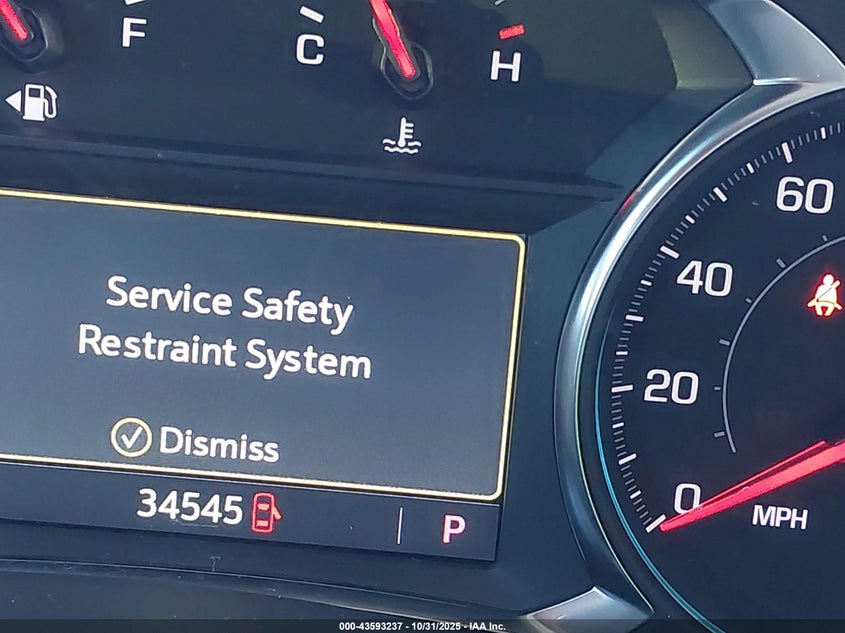 F
C
H
60
40
20
0
MPH
Service Safety
Restraint System
Dismiss
34545
P
000-43593237 - 10/31/2025 - IAA Inc.